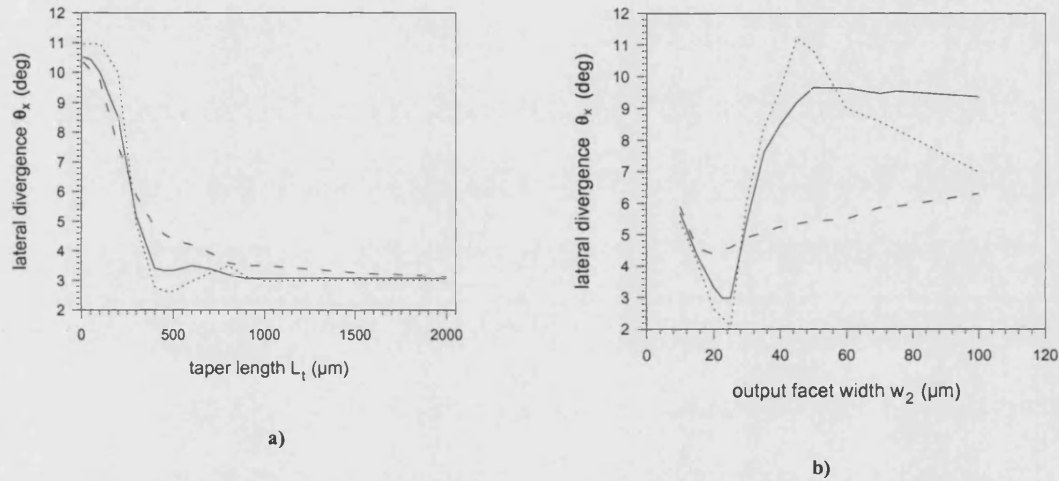 12
11
10
9
8
7
6
5
4
3
2
lateral divergence θx (deg)
0 500 1000 1500 2000
taper length Lt (µm)
a)
12
11
10
9
8
7
6
5
4
3
2
lateral divergence θx (deg)
0 20 40 60 80 100 120
output facet width w2 (µm)
b)